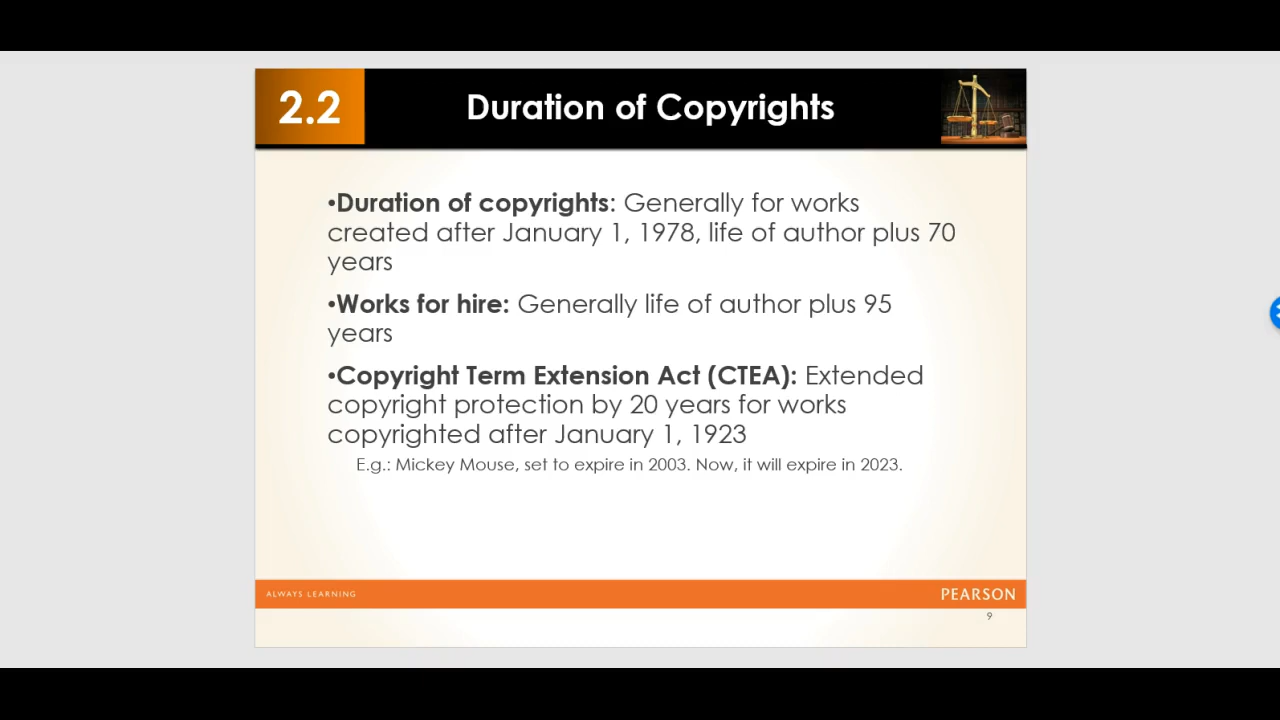 2.2
Duration of Copyrights
•Duration of copyrights: Generally for works
created after January 1, 1978, life of author plus 70
years
•Works for hire: Generally life of author plus 95
years
•Copyright Term Extension Act (CTEA): Extended
copyright protection by 20 years for works
copyrighted after January 1, 1923
E.g.: Mickey Mouse, set to expire in 2003. Now, it will expire in 2023.
ALWAYS LEARNING
PEARSON
9